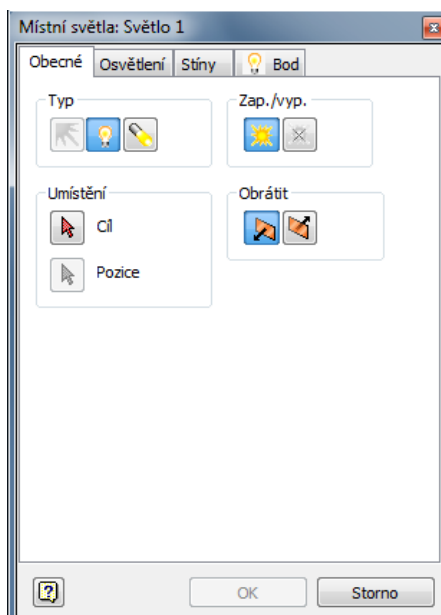 Místní světla: Světlo 1
Obecné Osvětlení Stíny Bod
Typ Zap./vyp.
Umístění Obrátit
Cíl
Pozice
OK Storno